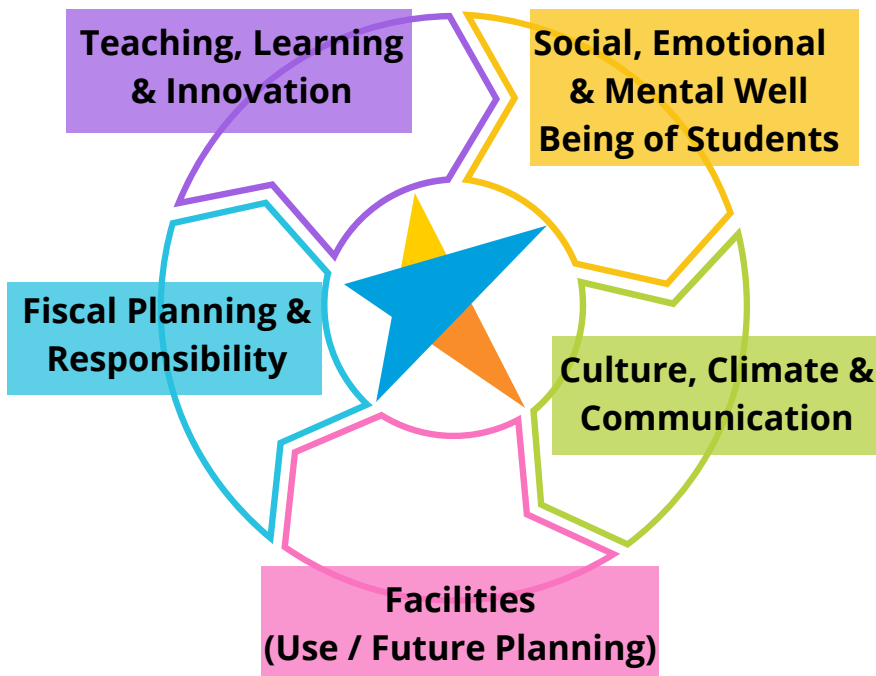 Teaching, Learning
& Innovation
Social, Emotional
& Mental Well
Being of Students
Culture, Climate &
Communication
Facilities
(Use / Future Planning)
Fiscal Planning &
Responsibility